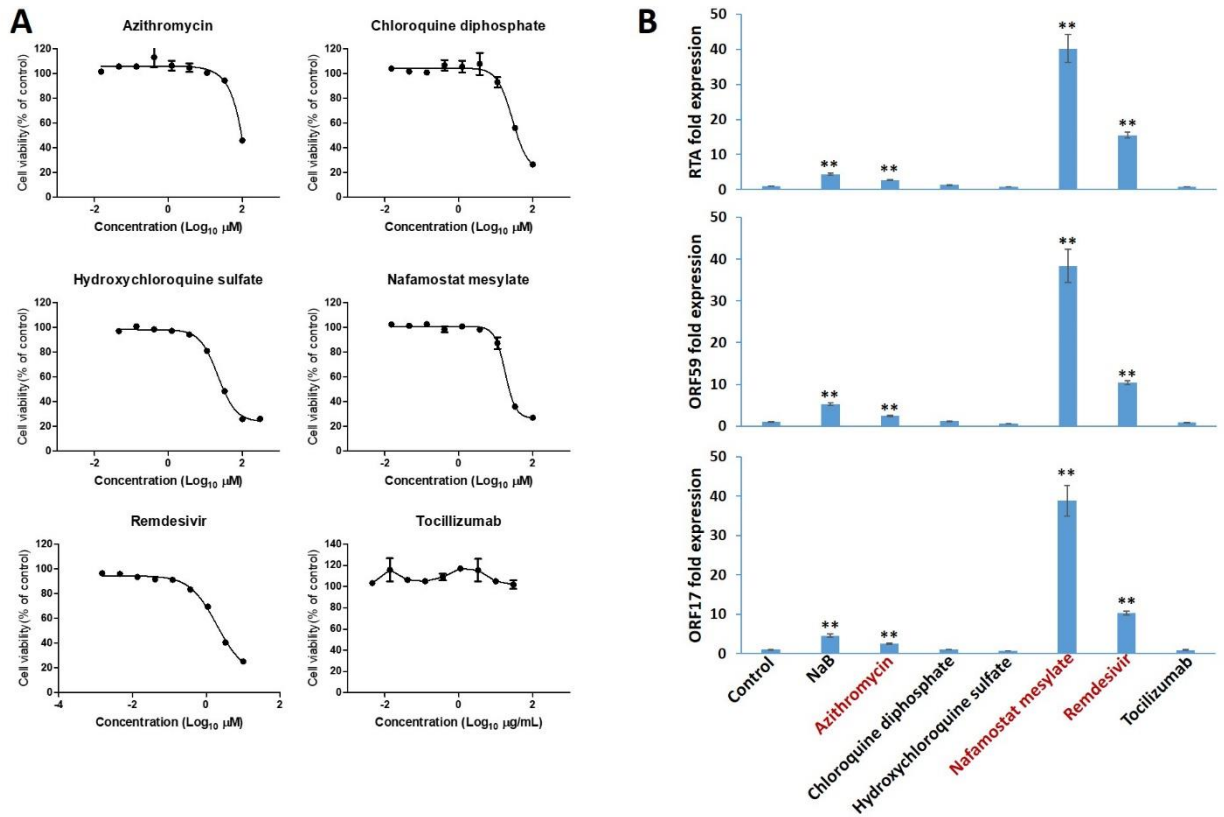 A
Azithromycin
Cell viability (% of control)
120
100
80
60
40
20
0
-2 0 2
Concentration (Log10 µM)
Chloroquine diphosphate
Cell viability (% of control)
120
100
80
60
40
20
0
-2 0 2
Concentration (Log10 µM)
Hydroxychloroquine sulfate
Cell viability (% of control)
120
100
80
60
40
20
0
-2 0 2
Concentration (Log10 µM)
Nafamostat mesylate
Cell viability (% of control)
120
100
80
60
40
20
0
-2 0 2
Concentration (Log10 µM)
Remdesivir
Cell viability (% of control)
120
100
80
60
40
20
0
-4 -2 0 2
Concentration (Log10 µM)
Tocillizumab
Cell viability (% of control)
140
120
100
80
60
40
20
0
-2 0 2
Concentration (Log10 µg/mL)
B
RTA fold expression
50
40
30
20
10
0
** ** ** **
ORF59 fold expression
50
40
30
20
10
0
** ** ** **
ORF17 fold expression
50
40
30
20
10
0
** ** ** **
Control
NaB
Azithromycin
Chloroquine diphosphate
Hydroxychloroquine sulfate
Nafamostat mesylate
Remdesivir
Tocilizumab